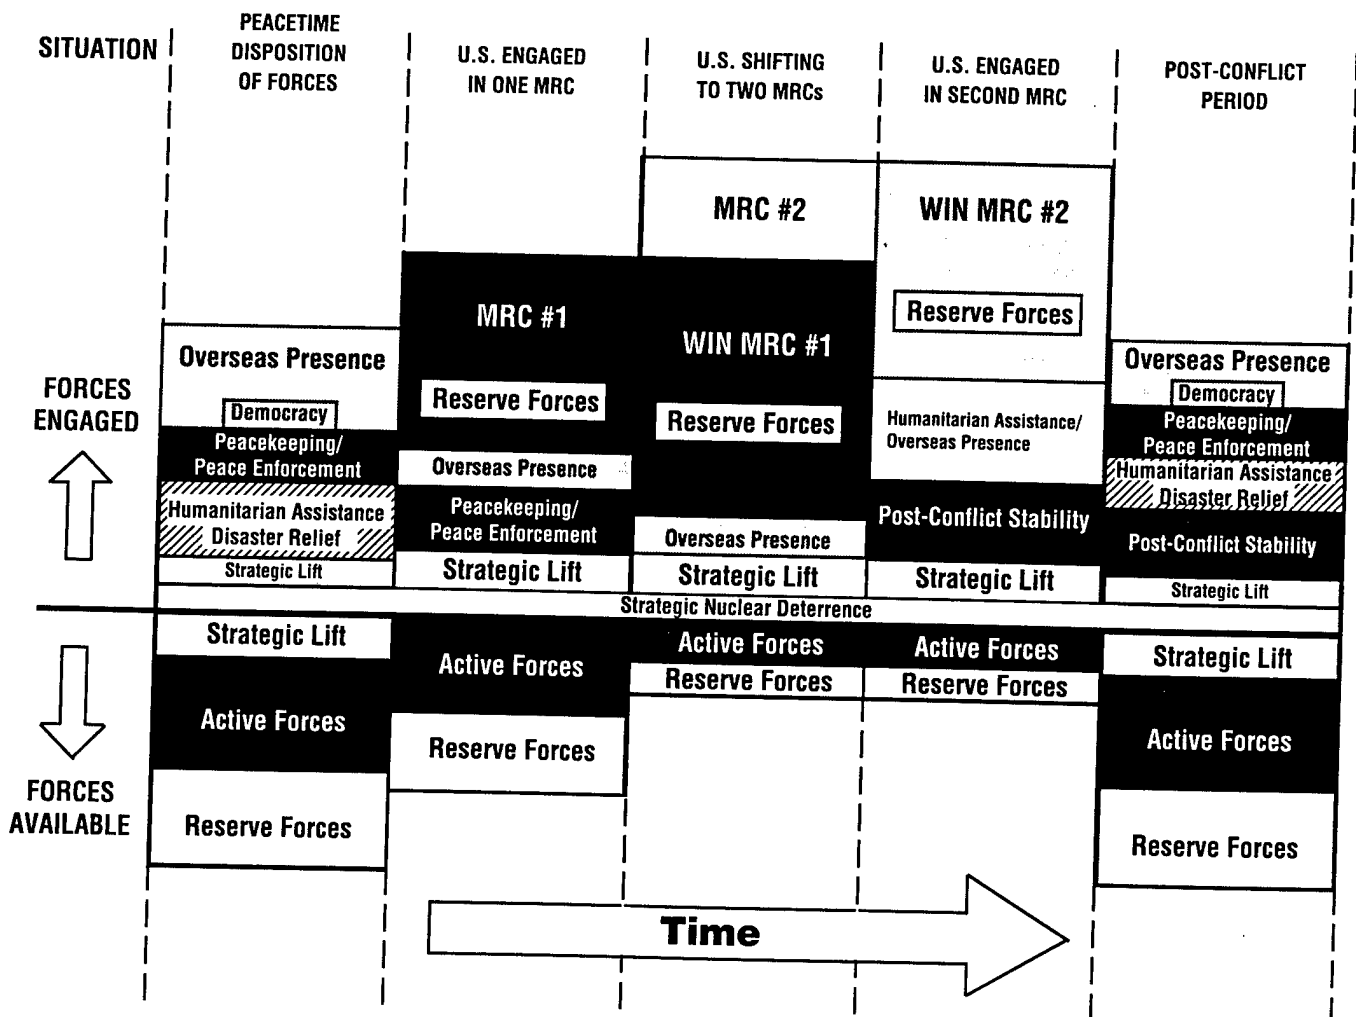 SITUATION
PEACETIME
DISPOSITION
OF FORCES
U.S. ENGAGED
IN ONE MRC
U.S. SHIFTING
TO TWO MRCs
U.S. ENGAGED
IN SECOND MRC
POST-CONFLICT
PERIOD
FORCES
ENGAGED
FORCES
AVAILABLE
Overseas Presence
Democracy
Peacekeeping/
Peace Enforcement
Humanitarian Assistance
Disaster Relief
Strategic Lift
MRC #1
Reserve Forces
Overseas Presence
Peacekeeping/
Peace Enforcement
Strategic Lift
MRC #2
WIN MRC #1
Reserve Forces
Overseas Presence
Strategic Lift
WIN MRC #2
Reserve Forces
Humanitarian Assistance/
Overseas Presence
Post-Conflict Stability
Strategic Lift
Overseas Presence
Democracy
Peacekeeping/
Peace Enforcement
Humanitarian Assistance
Disaster Relief
Post-Conflict Stability
Strategic Lift
Strategic Nuclear Deterrence
Strategic Lift
Active Forces
Reserve Forces
Active Forces
Reserve Forces
Active Forces
Reserve Forces
Active Forces
Reserve Forces
Strategic Lift
Active Forces
Reserve Forces
Time